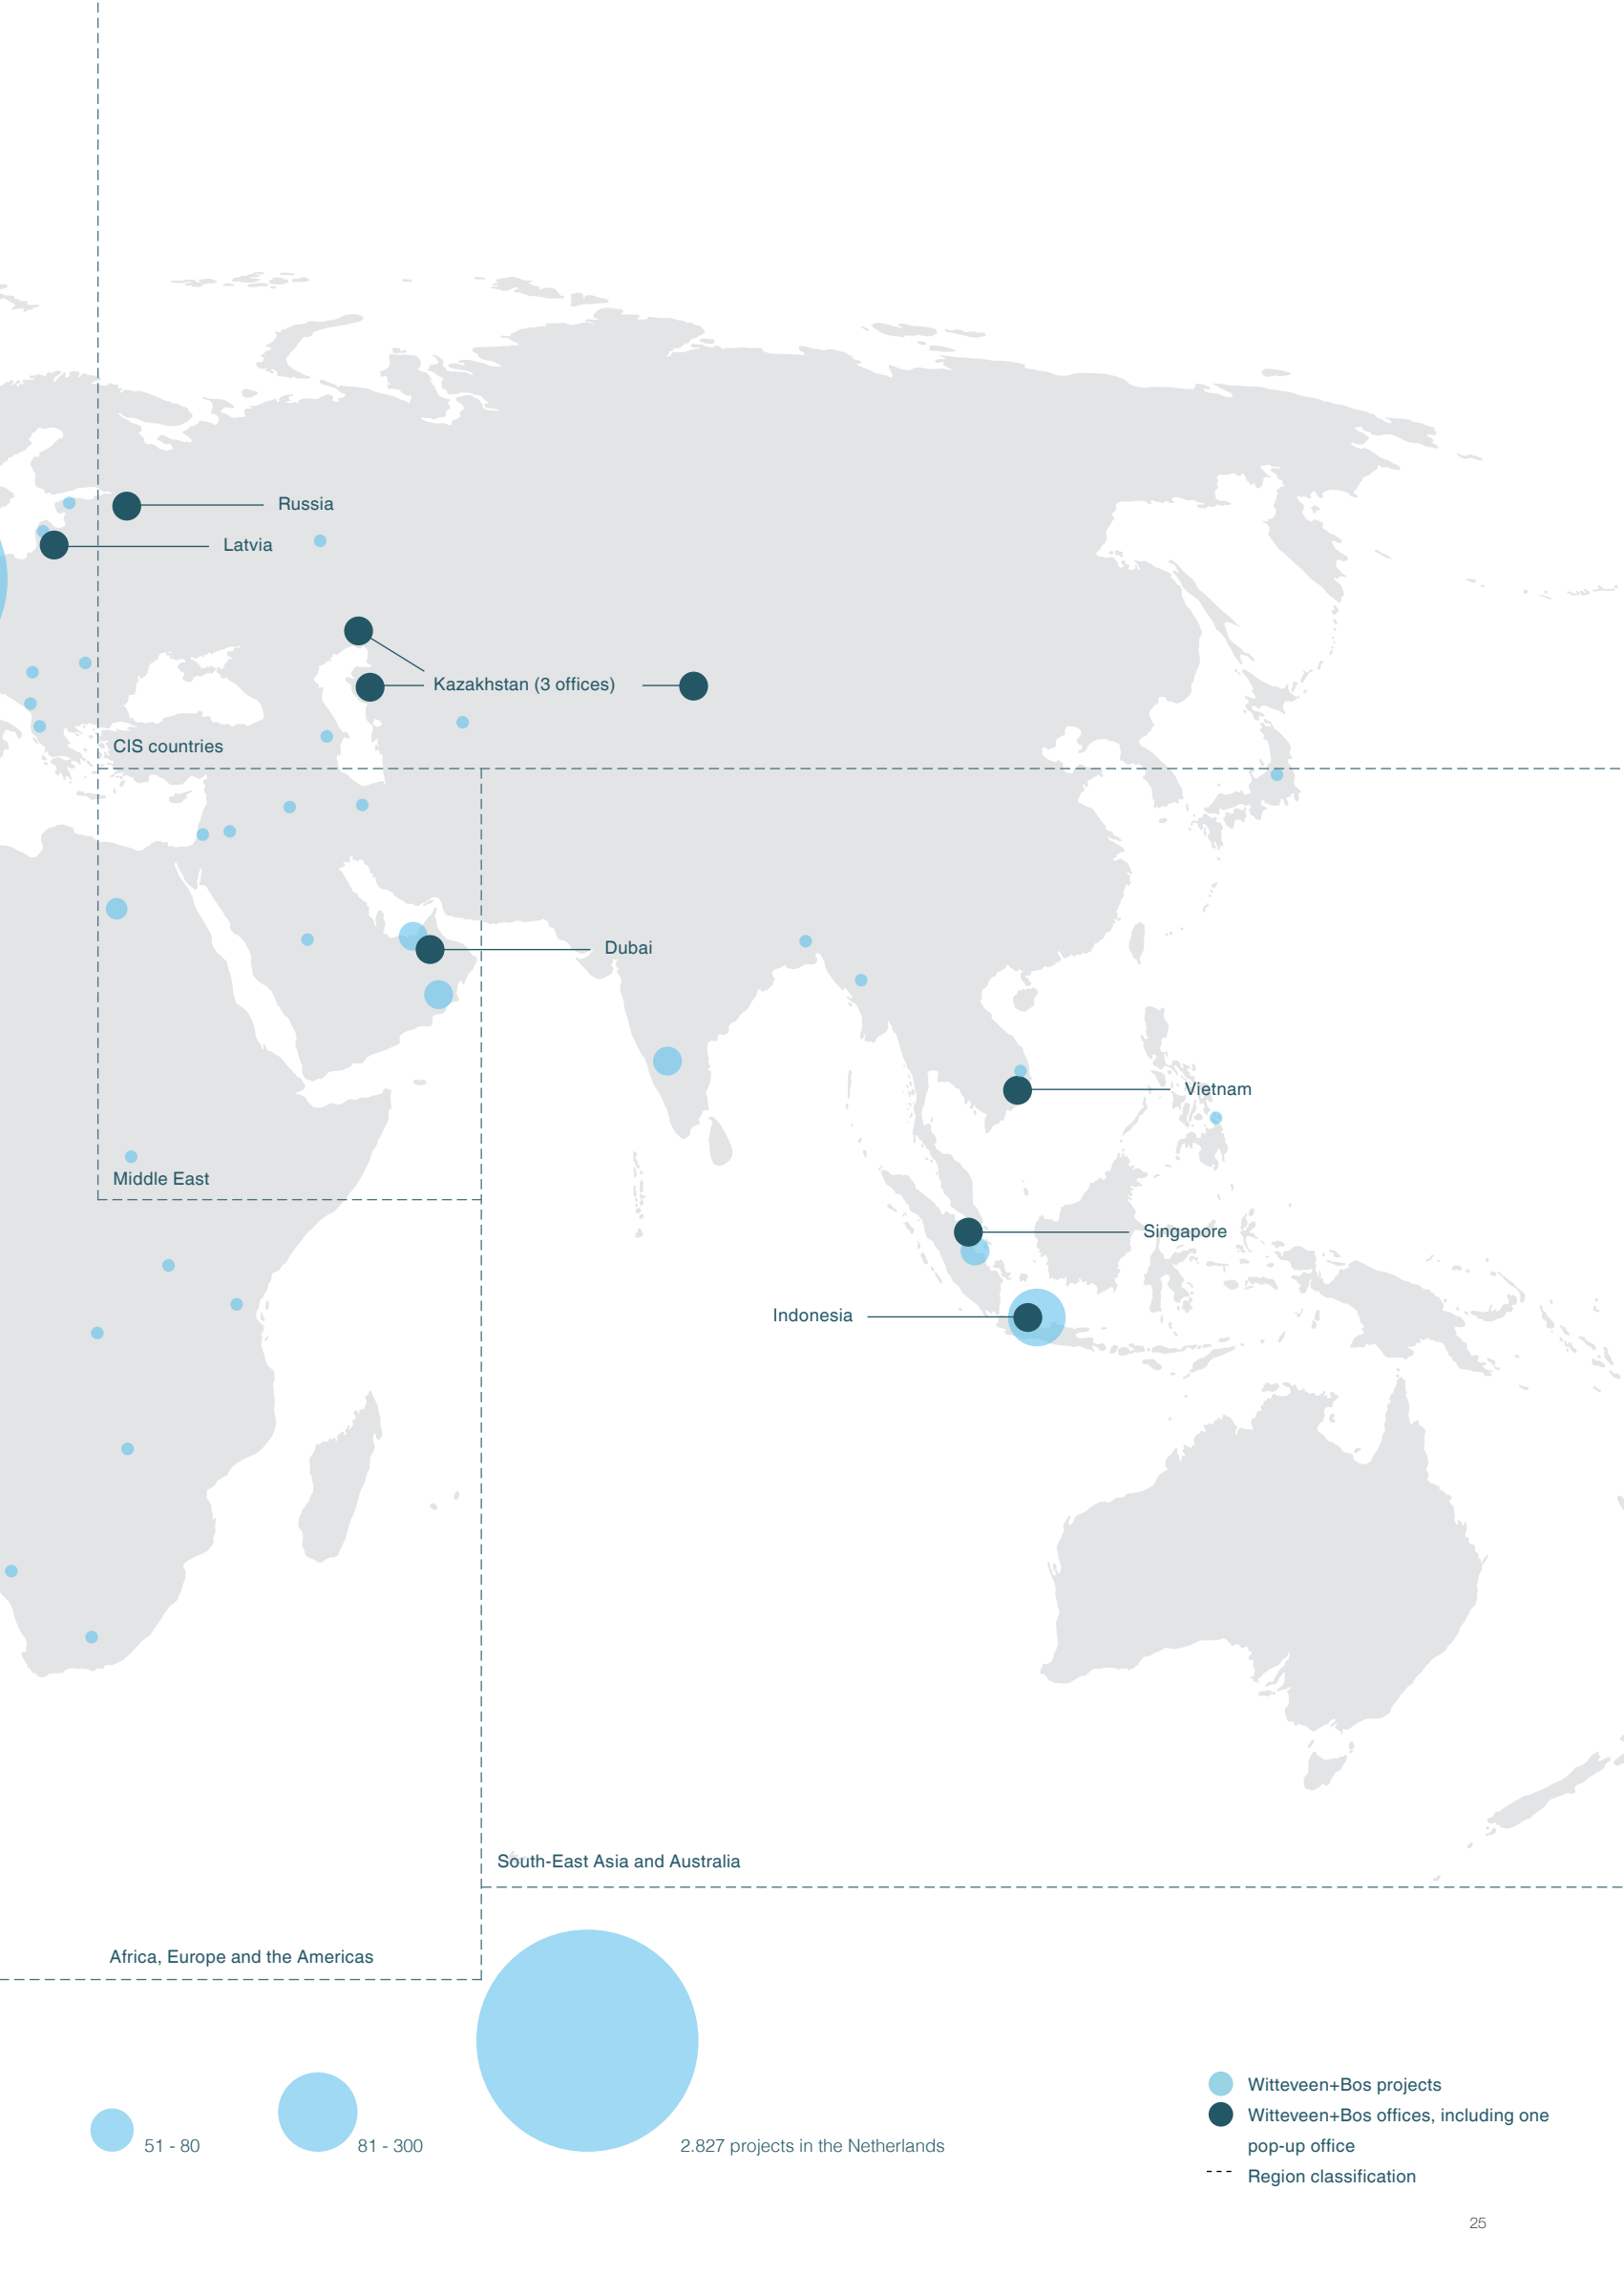 Russia
Latvia
Kazakhstan (3 offices)
CIS countries
Dubai
Vietnam
Middle East
Singapore
Indonesia
South-East Asia and Australia
Africa, Europe and the Americas
51 - 80
81 - 300
2.827 projects in the Netherlands
Witteveen+Bos projects
Witteveen+Bos offices, including one
pop-up office
Region classification
25